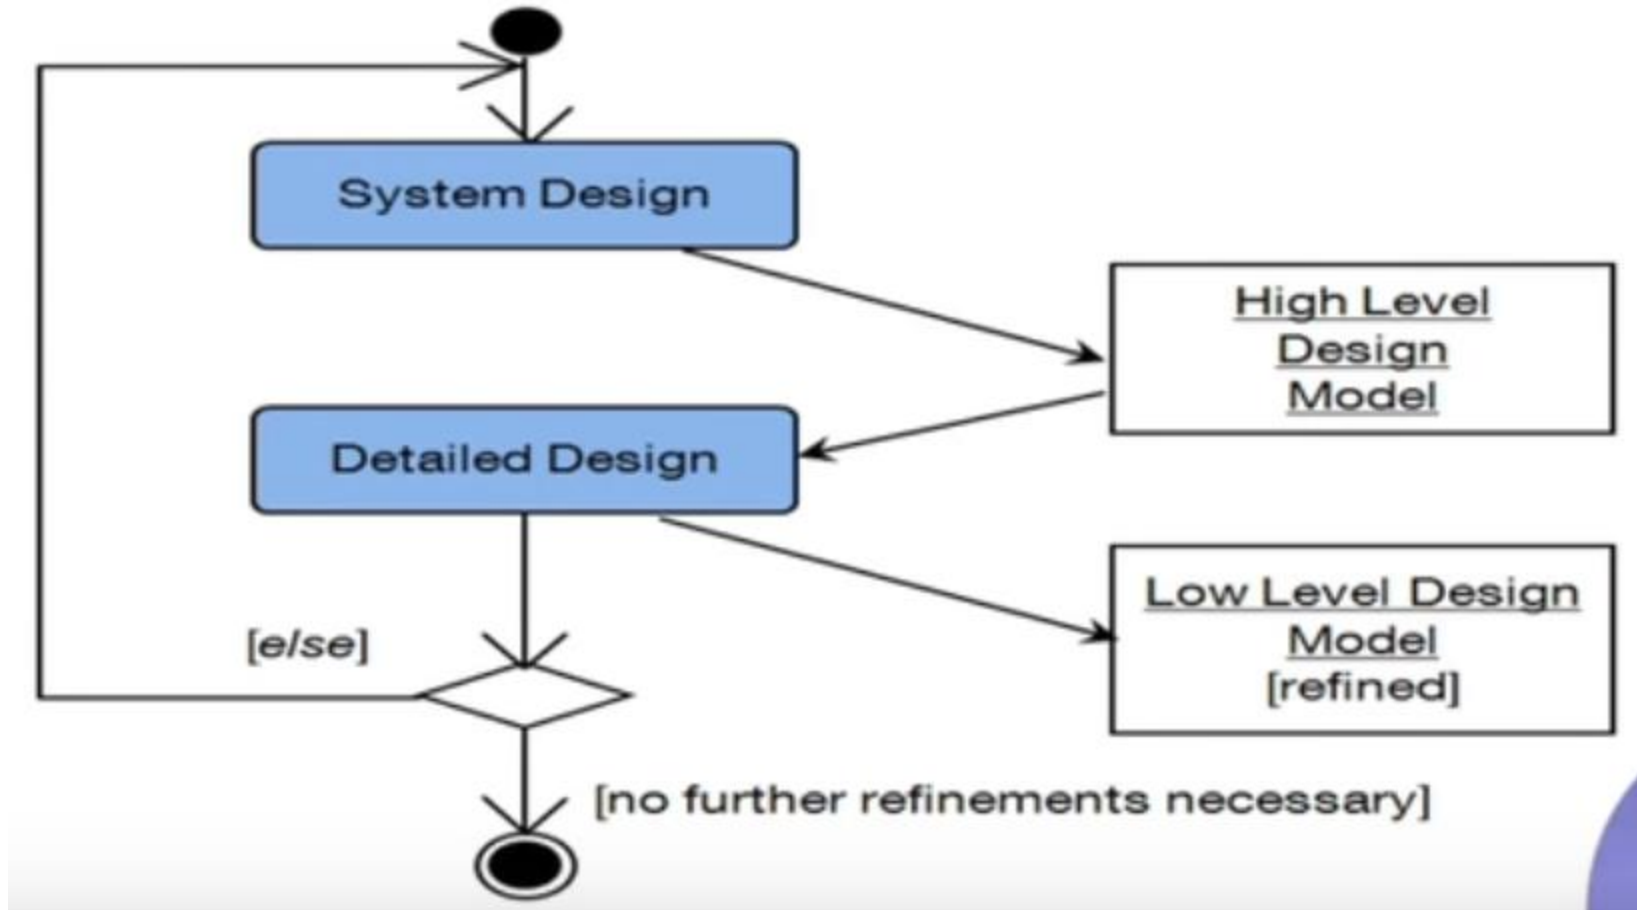 System Design
High Level
Design
Model
Detailed Design
Low Level Design
Model
[refined]
[else]
[no further refinements necessary]